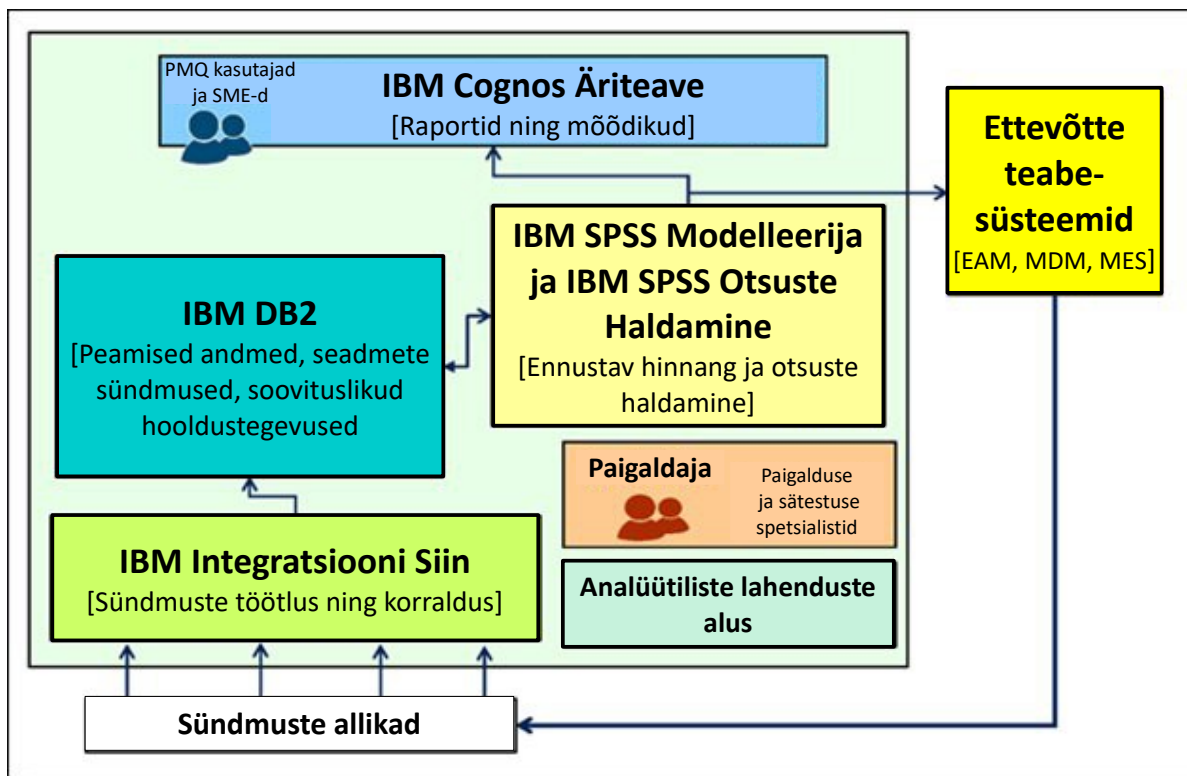 PMQ kasutajad
ja SME-d
IBM Cognos Äriteave
[Raportid ning mõõdikud]
Ettevõtte
teabe-
süsteemid
[EAM, MDM, MES]
IBM SPSS Modelleerija
ja IBM SPSS Otsuste
Haldamine
[Ennustav hinnang ja otsuste
haldamine]
IBM DB2
[Peamised andmed, seadmete
sündmused, soovituslikud
hooldustegevused
Paigaldaja
Paigalduse
ja sätestuse
spetsialistid
IBM Integratsiooni Siin
[Sündmuste töötlus ning korraldus]
Analüütiliste lahenduste
alus
Sündmuste allikad